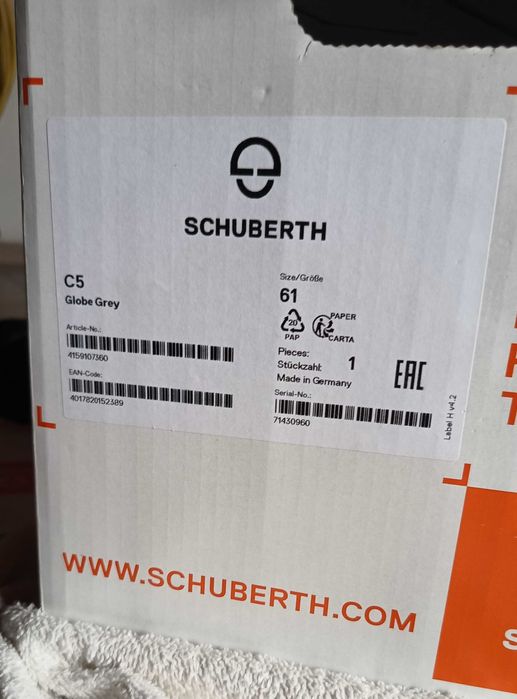 SCHUBERTH
C5
Globe Grey
Article-No.:
4159107360
EAN-Code:
4017820152389
Size/Größe
61
20
PAP
PAPER
CARTA
Pieces:
Stückzahl: 1
Made in Germany
EAC
Serial-No.:
71430960
Label H v4.2
WWW.SCHUBERTH.COM